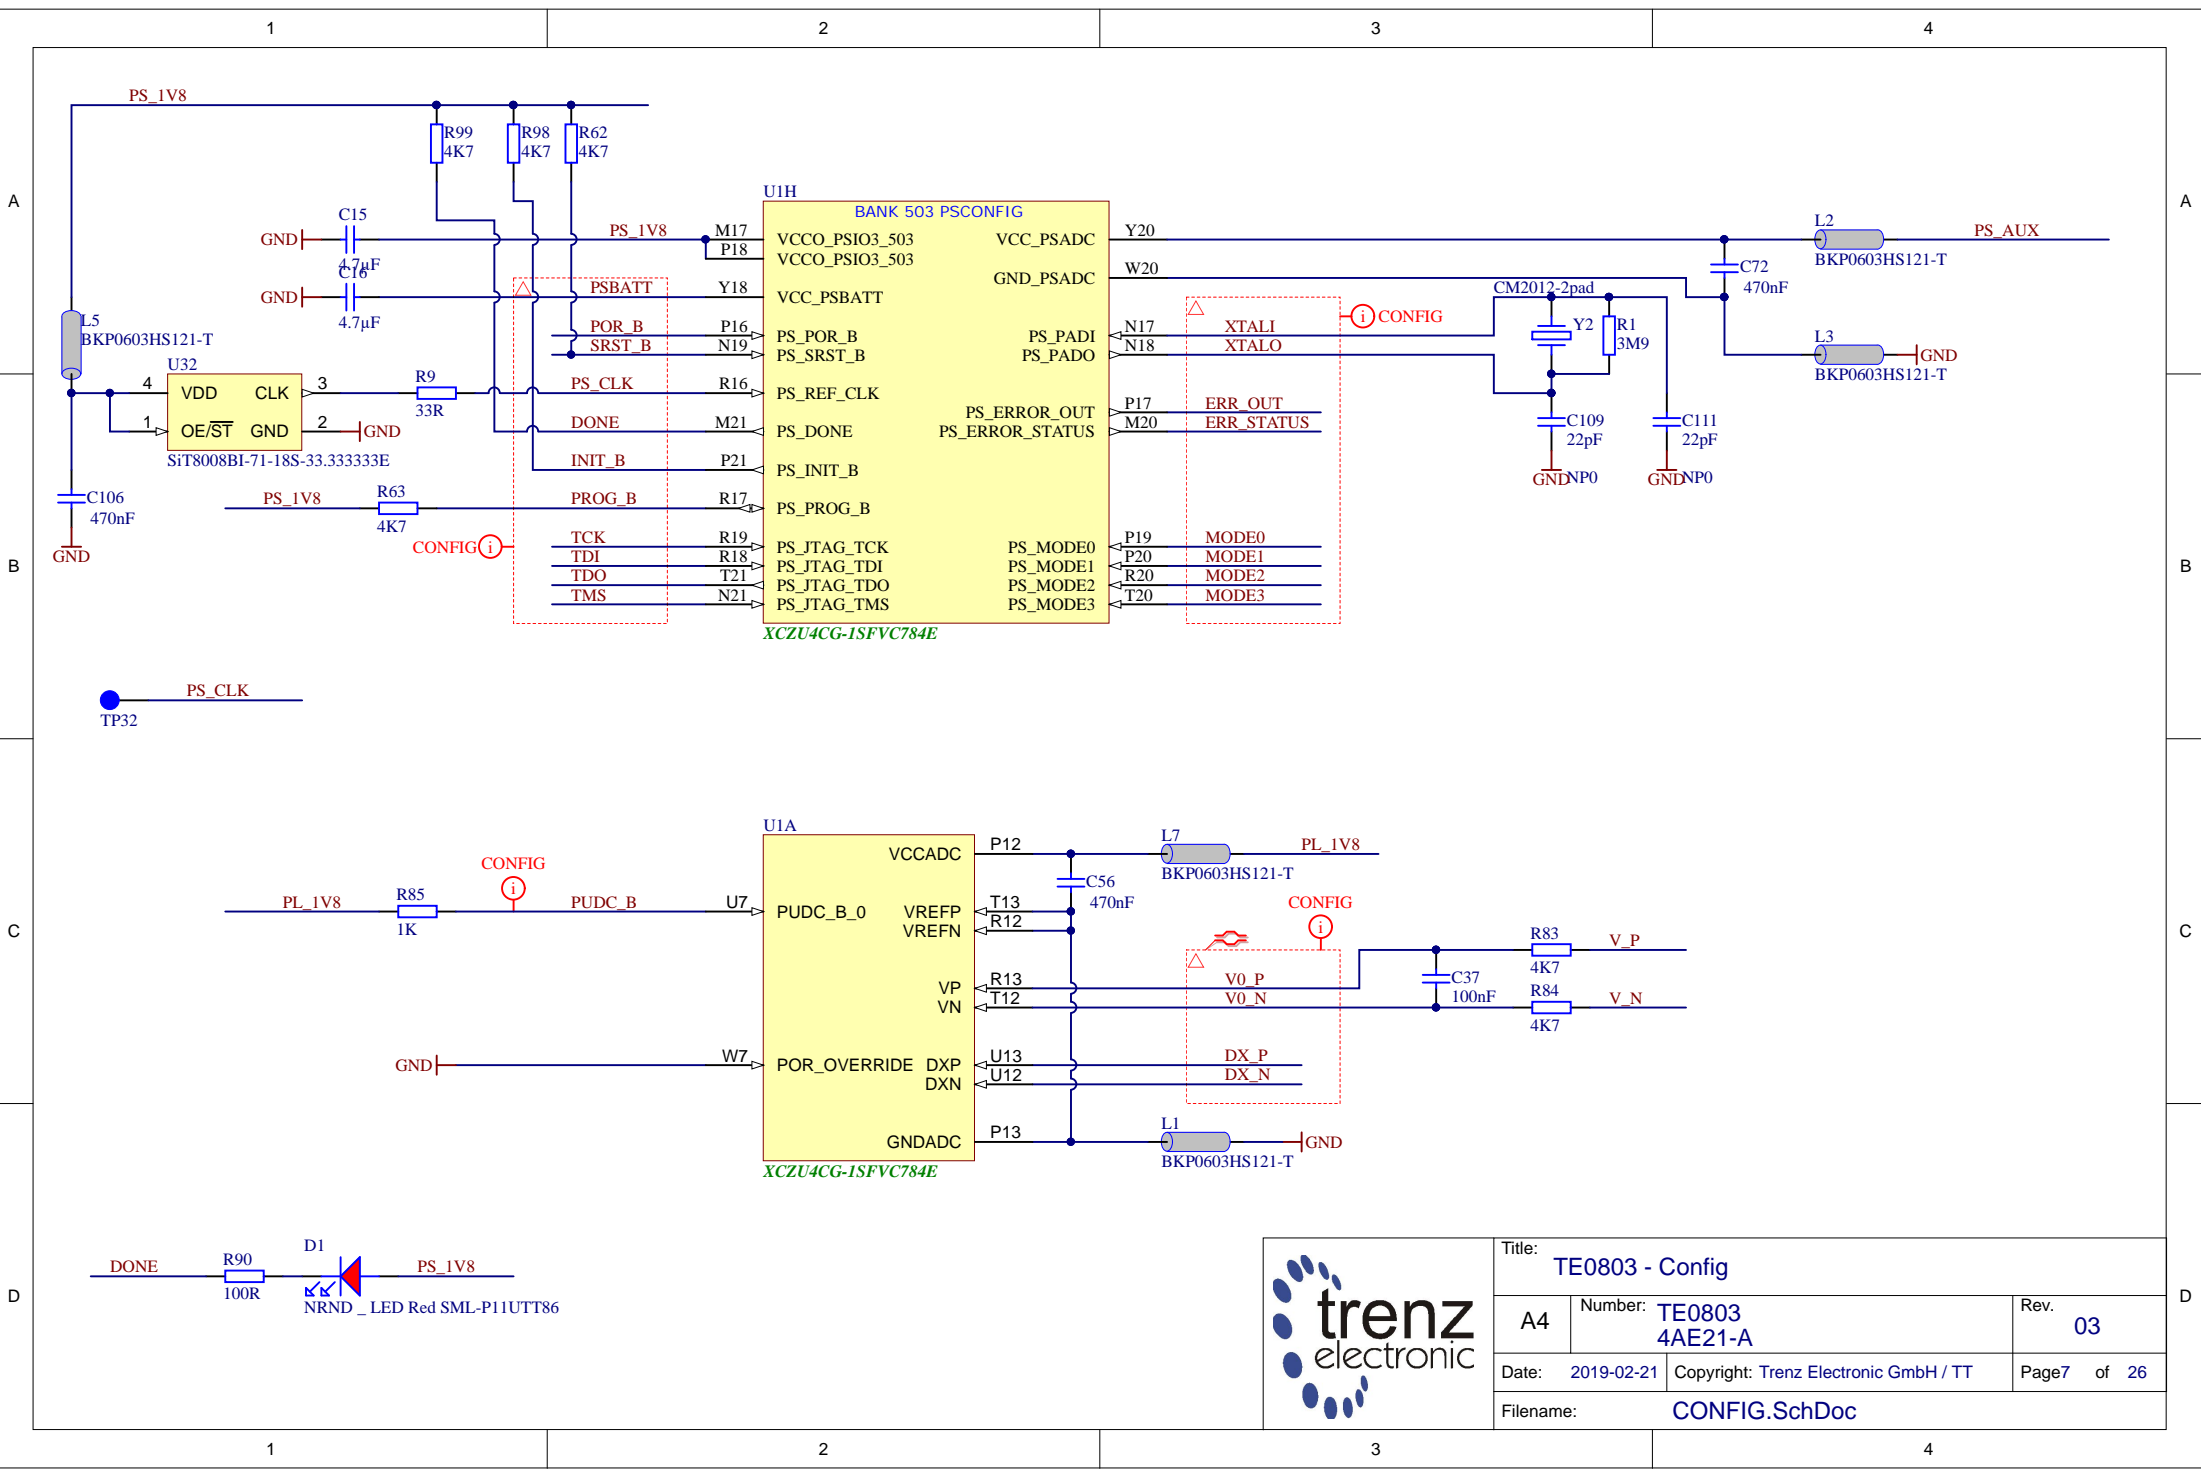 1 2 3 4
PS_1V8
R99 R98 R62
4K7 4K7 4K7
A A
U1H
BANK 503 PSCONFIG
C15
GND PS_1V8 M17 VCCO_PSIO3_503
P18 VCCO_PSIO3_503
4.7µF
C16
GND PSBATT Y18 VCC_PSBATT
4.7µF
POR_B P16 PS_POR_B
SRST_B N19 PS_SRST_B
L5
BKP0603HS121-T
U32
4 VDD CLK 3
1 OE/ST GND 2 GND
SiT8008BI-71-18S-33.333333E
R9
33R
PS_CLK R16 PS_REF_CLK
DONE M21 PS_DONE
INIT_B P21 PS_INIT_B
C106
470nF
GND
PS_1V8 R63 PROG_B R17 PS_PROG_B
4K7
CONFIG i
TCK R19 PS_JTAG_TCK
TDI R18 PS_JTAG_TDI
TDO T21 PS_JTAG_TDO
TMS N21 PS_JTAG_TMS
VCC_PSADC Y20
GND_PSADC W20
L2
BKP0603HS121-T
PS_AUX
C72
470nF
L3
BKP0603HS121-T
GND
CM2012-2pad
i CONFIG
PS_PADI N17 XTALI
PS_PADO N18 XTALO
Y2 R1
3M9
PS_ERROR_OUT P17 ERR_OUT
PS_ERROR_STATUS M20 ERR_STATUS
C109 C111
22pF 22pF
GND NP0 GND NP0
PS_MODE0 P19 MODE0
PS_MODE1 P20 MODE1
PS_MODE2 R20 MODE2
PS_MODE3 T20 MODE3
XCZU4CG-1SFVC784E
B B
PS_CLK
TP32
U1A
VCCADC P12
L7
BKP0603HS121-T
PL_1V8
C56
470nF
CONFIG
i
PL_1V8 R85 PUDC_B U7 PUDC_B_0
1K
VREFP T13
VREFN R12
CONFIG
i
C C
VP R13 V0_P
VN T12 V0_N
C37
100nF
R83 V_P
4K7
R84 V_N
4K7
GND W7 POR_OVERRIDE
DXP U13 DX_P
DXN U12 DX_N
GNDADC P13
L1
BKP0603HS121-T
GND
XCZU4CG-1SFVC784E
DONE R90 D1 PS_1V8
100R
NRND _ LED Red SML-P11UTT86
D D
trenz
electronic
Title:
TE0803 - Config
A4 Number: TE0803
4AE21-A
Rev.
03
Date: 2019-02-21 Copyright: Trenz Electronic GmbH / TT Page7 of 26
Filename: CONFIG.SchDoc
1 2 3 4